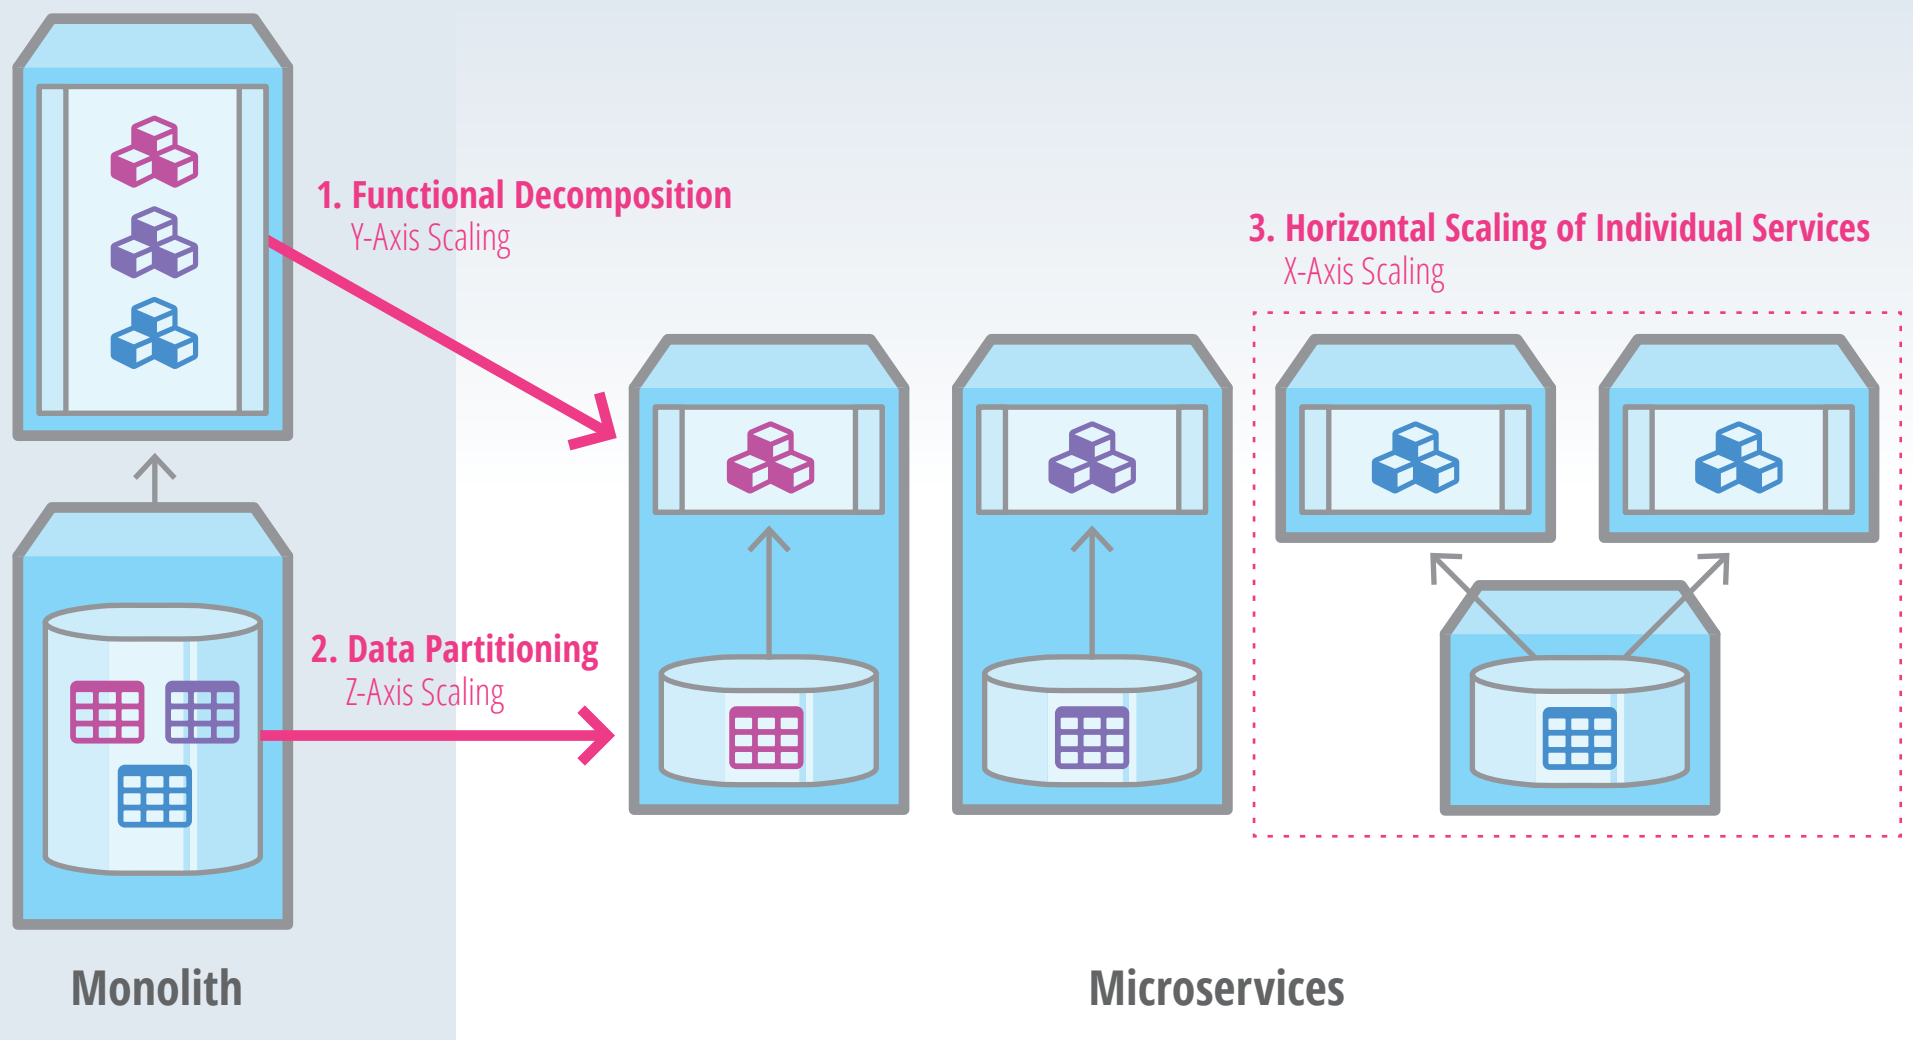 1. Functional Decomposition
Y-Axis Scaling
3. Horizontal Scaling of Individual Services
X-Axis Scaling
2. Data Partitioning
Z-Axis Scaling
Monolith
Microservices